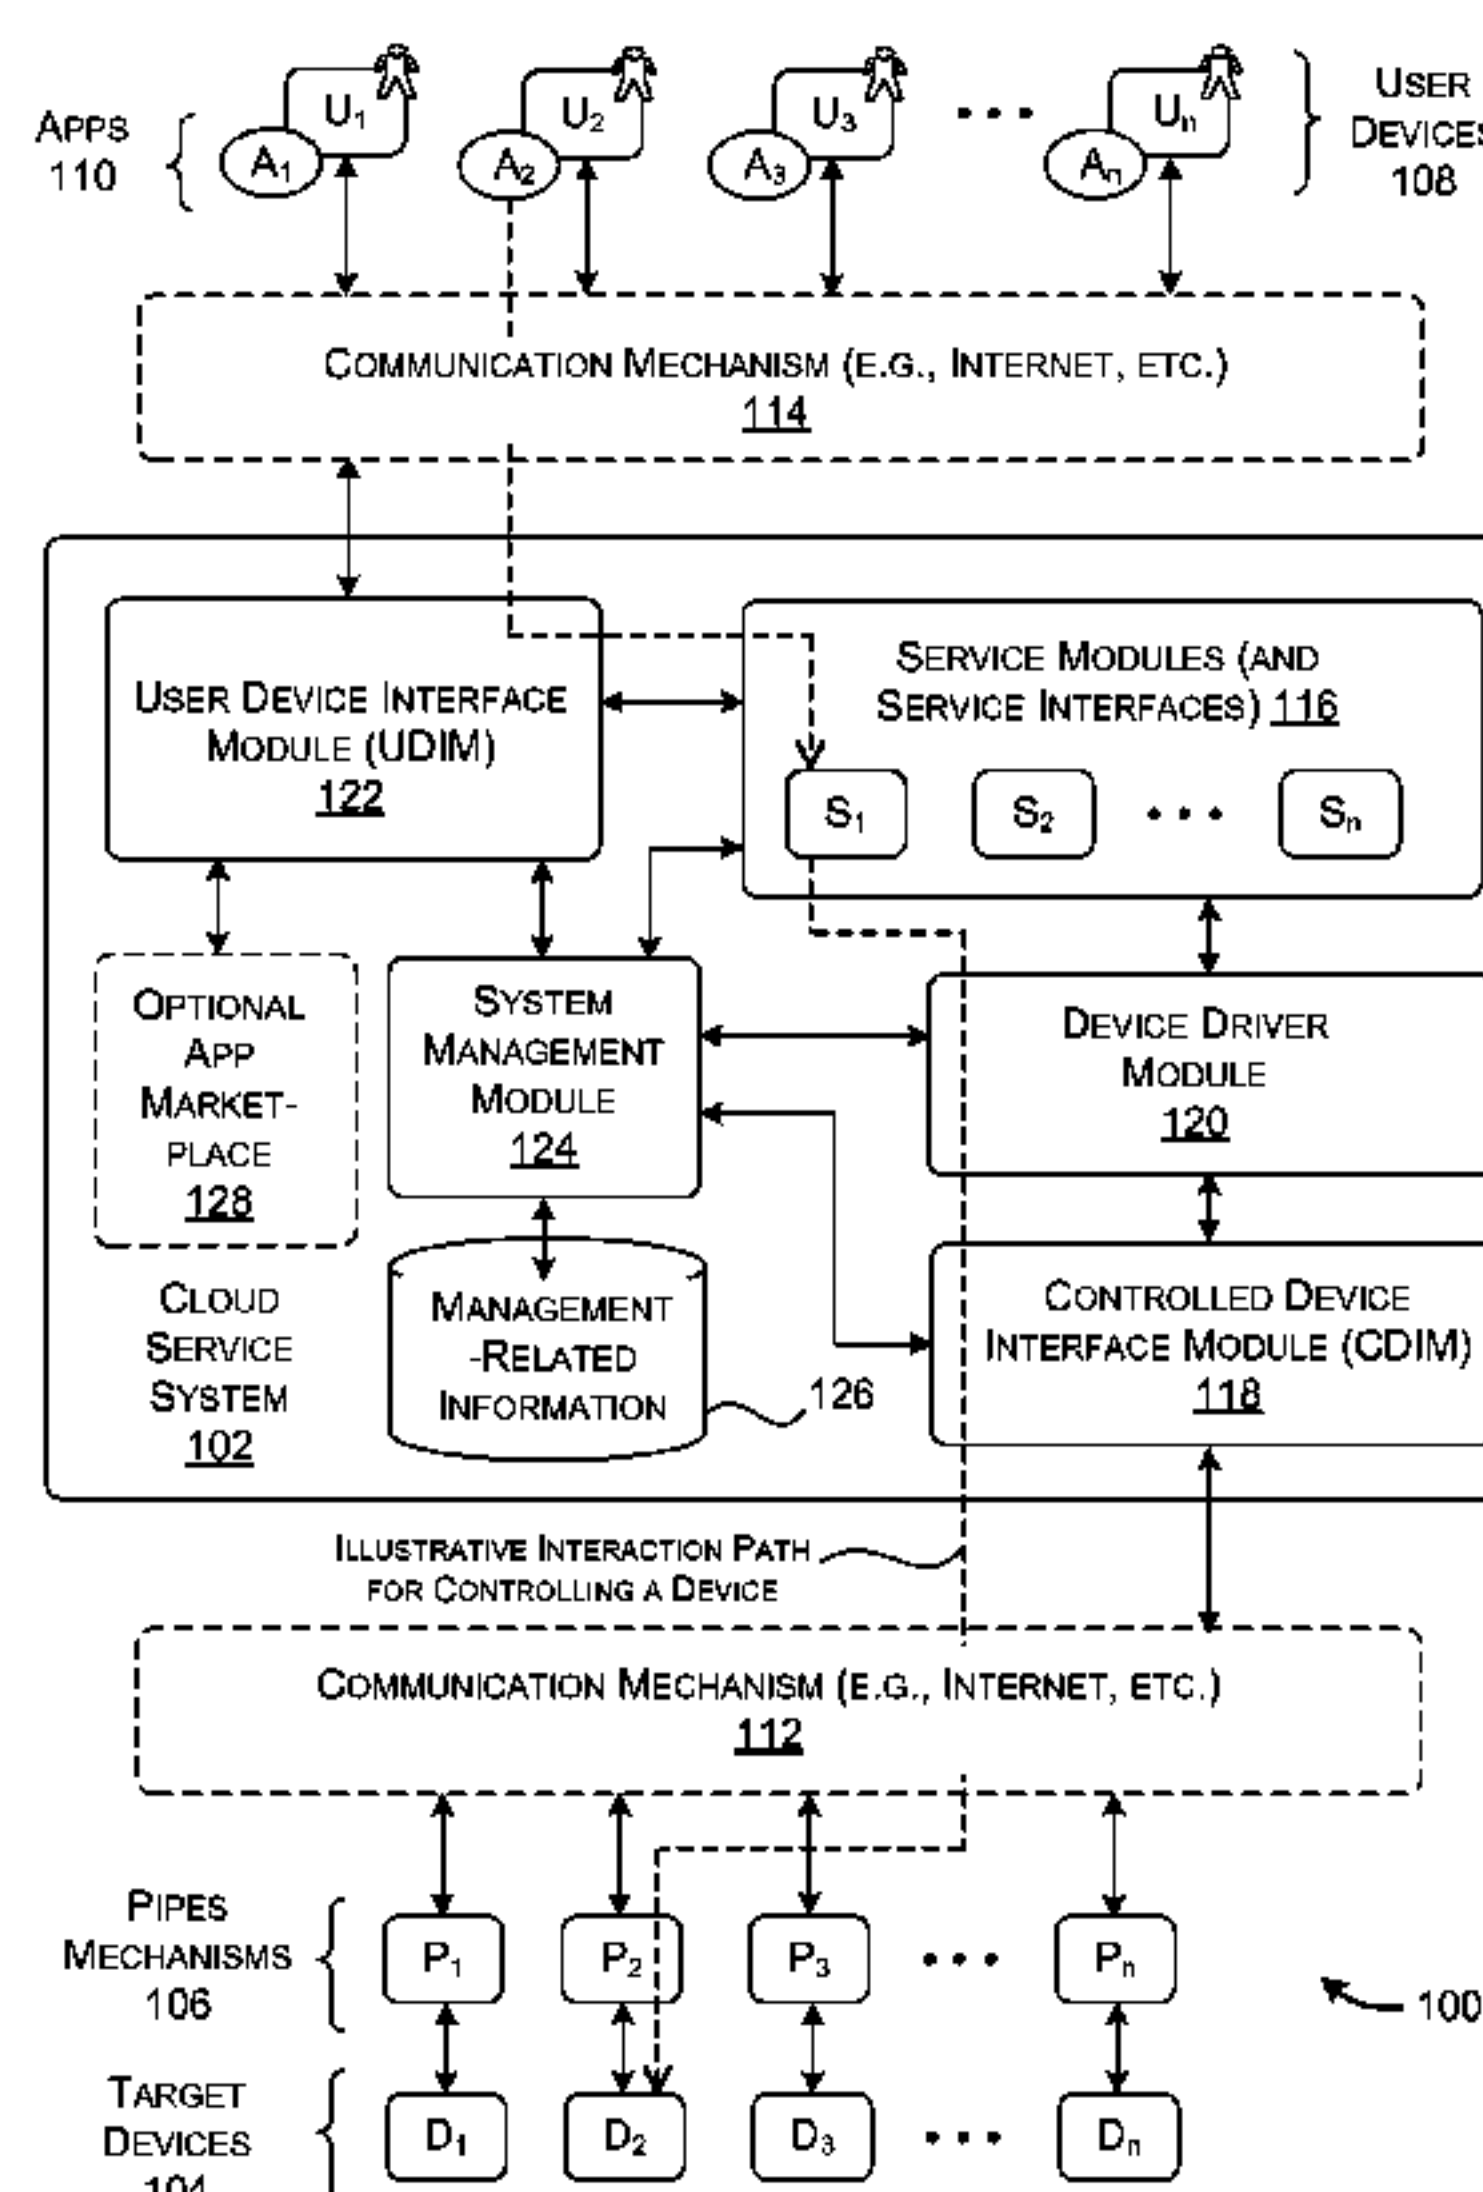 U₁ U₂ U₃ • • • Uₙ
A₁ A₂ A₃ Aₙ
APPS
110
USER
DEVICES
108
COMMUNICATION MECHANISM (E.G., INTERNET, ETC.)
114
USER DEVICE INTERFACE
MODULE (UDIM)
122
SERVICE MODULES (AND
SERVICE INTERFACES) 116
S₁ S₂ • • • Sₙ
OPTIONAL
APP
MARKET-
PLACE
128
SYSTEM
MANAGEMENT
MODULE
124
DEVICE DRIVER
MODULE
120
CLOUD
SERVICE
SYSTEM
102
MANAGEMENT
-RELATED
INFORMATION
126
CONTROLLED DEVICE
INTERFACE MODULE (CDIM)
118
ILLUSTRATIVE INTERACTION PATH
FOR CONTROLLING A DEVICE
COMMUNICATION MECHANISM (E.G., INTERNET, ETC.)
112
PIPES
MECHANISMS
106
P₁ P₂ P₃ • • • Pₙ
100
TARGET
DEVICES
104
D₁ D₂ D₃ • • • Dₙ